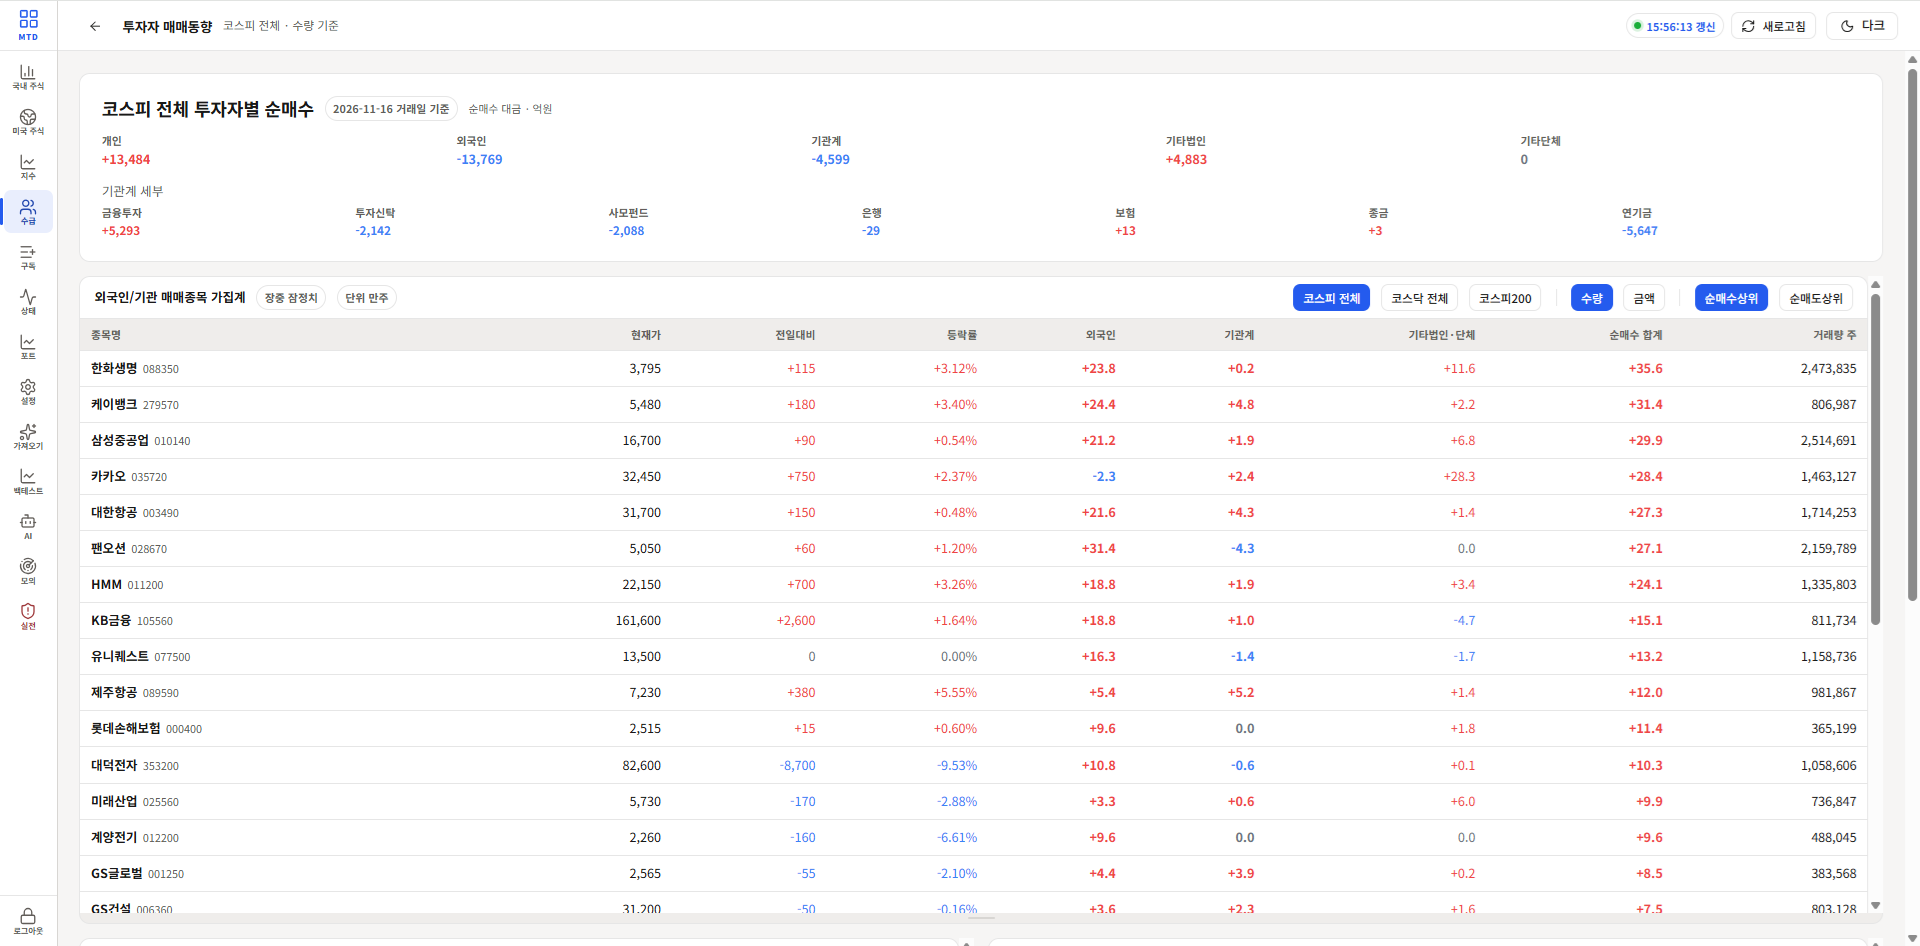 MTD
투자자 매매동향 코스피 전체 · 수량 기준
15:56:13 갱신
새로고침
다크
국내 주식
미국 주식
지수
수급
구독
상태
포트
설정
가져오기
백테스트
AI
모의
실전
로그아웃
코스피 전체 투자자별 순매수 2026-11-16 거래일 기준 순매수 대금 · 억원
개인 외국인 기관계 기타법인 기타단체
+13,484 -13,769 -4,599 +4,883 0
기관계 세부
금융투자 투자신탁 사모펀드 은행 보험 종금 연기금
+5,293 -2,142 -2,088 -29 +13 +3 -5,647
외국인/기관 매매종목 가집계 장중 잠정치 단위 만주 코스피 전체 코스닥 전체 코스피200 수량 금액 순매수상위 순매도상위
종목명 현재가 전일대비 등락률 외국인 기관계 기타법인·단체 순매수 합계 거래량 주
한화생명 088350 3,795 +115 +3.12% +23.8 +0.2 +11.6 +35.6 2,473,835
케이뱅크 279570 5,480 +180 +3.40% +24.4 +4.8 +2.2 +31.4 806,987
삼성중공업 010140 16,700 +90 +0.54% +21.2 +1.9 +6.8 +29.9 2,514,691
카카오 035720 32,450 +750 +2.37% -2.3 +2.4 +28.3 +28.4 1,463,127
대한항공 003490 31,700 +150 +0.48% +21.6 +4.3 +1.4 +27.3 1,714,253
팬오션 028670 5,050 +60 +1.20% +31.4 -4.3 0.0 +27.1 2,159,789
HMM 011200 22,150 +700 +3.26% +18.8 +1.9 +3.4 +24.1 1,335,803
KB금융 105560 161,600 +2,600 +1.64% +18.8 +1.0 -4.7 +15.1 811,734
유니퀘스트 077500 13,500 0 0.00% +16.3 -1.4 -1.7 +13.2 1,158,736
제주항공 089590 7,230 +380 +5.55% +5.4 +5.2 +1.4 +12.0 981,867
롯데손해보험 000400 2,515 +15 +0.60% +9.6 0.0 +1.8 +11.4 365,199
대덕전자 353200 82,600 -8,700 -9.53% +10.8 -0.6 +0.1 +10.3 1,058,606
미래산업 025560 5,730 -170 -2.88% +3.3 +0.6 +6.0 +9.9 736,847
계양전기 012200 2,260 -160 -6.61% +9.6 0.0 0.0 +9.6 488,045
GS글로벌 001250 2,565 -55 -2.10% +4.4 +3.9 +0.2 +8.5 383,568
GS건설 006360 31,200 -50 -0.16% +3.6 +2.3 +1.6 +7.5 803,128